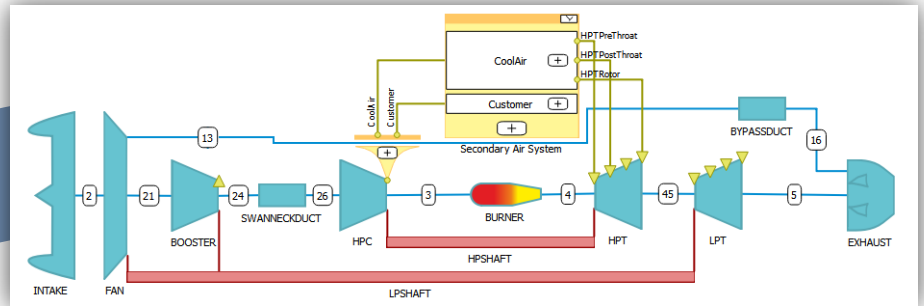 HPTPreThroat
HPTPostThroat
CoolAir
HPTRotor
CoolAir
Customer
Customer
Secondary Air System
BYPASSDUCT
13
16
2
21
24
26
3
4
45
5
BOOSTER
SWANNECKDUCT
HPC
BURNER
HPT
LPT
EXHAUST
HPSHAFT
INTAKE
FAN
LPSHAFT